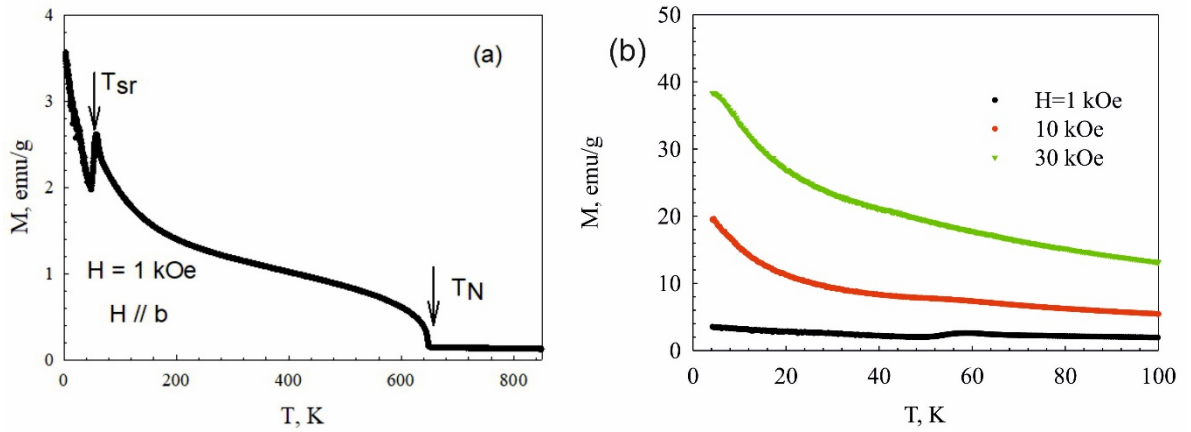 (a)
T_sr
H = 1 kOe
H // b
T_N
M, emu/g
4
3
2
1
0
0 200 400 600 800
T, K
(b)
H=1 kOe
10 kOe
30 kOe
M, emu/g
50
40
30
20
10
0
0 20 40 60 80 100
T, K